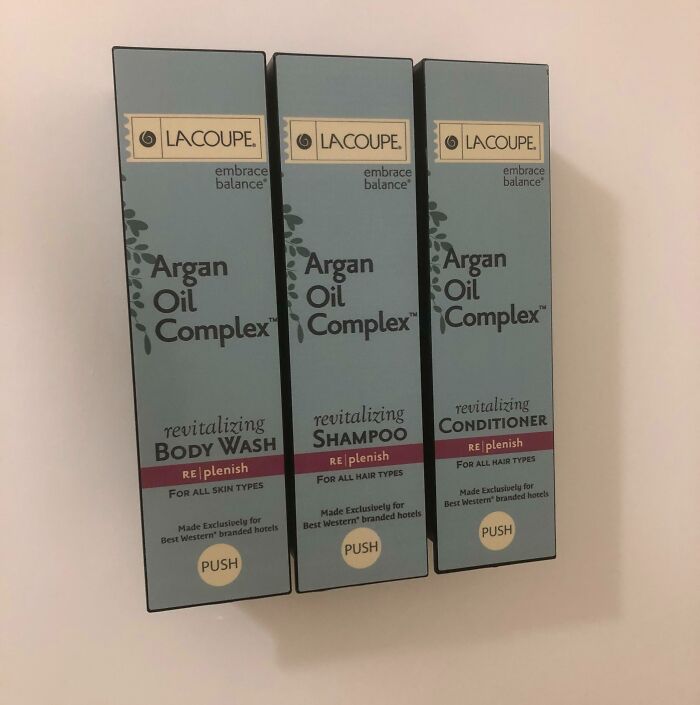 LACOUPE®
embrace
balance®
Argan
Oil
Complex™
revitalizing
BODY WASH
RE|plenish
FOR ALL SKIN TYPES
Made Exclusively for
Best Western® branded hotels
PUSH
LACOUPE®
embrace
balance®
Argan
Oil
Complex™
revitalizing
SHAMPOO
RE|plenish
FOR ALL HAIR TYPES
Made Exclusively for
Best Western® branded hotels
PUSH
LACOUPE®
embrace
balance®
Argan
Oil
Complex™
revitalizing
CONDITIONER
RE|plenish
FOR ALL HAIR TYPES
Made Exclusively for
Best Western® branded hotels
PUSH